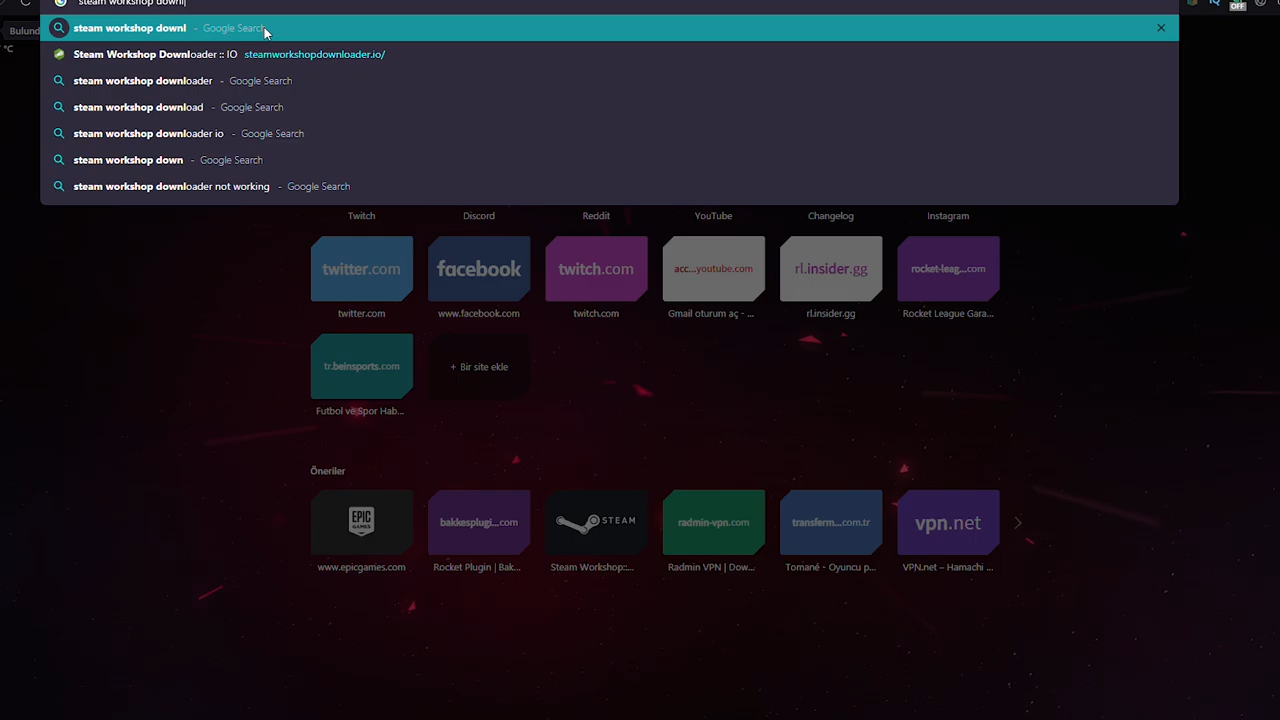 steam workshop downl
OFF
Bulund
°C
steam workshop downl - Google Search
Steam Workshop Downloader :: IO steamworkshopdownloader.io/
steam workshop downloader - Google Search
steam workshop download - Google Search
steam workshop downloader io - Google Search
steam workshop down - Google Search
steam workshop downloader not working - Google Search
Twitch Discord Reddit YouTube Changelog Instagram
twitter.com facebook twitch.com acc...youtube.com rl.insider.gg rocket-leag...com
twitter.com www.facebook.com twitch.com Gmail oturum aç - ... rl.insider.gg Rocket League Gara...
tr.beinsports.com + Bir site ekle
Futbol ve Spor Hab...
Öneriler
EPIC GAMES bakkesplugi...com STEAM radmin-vpn.com transferm...com.tr vpn.net
www.epicgames.com Rocket Plugin | Bak... Steam Workshop::... Radmin VPN | Dow... Tomané - Oyuncu p... VPN.net – Hamachi ...